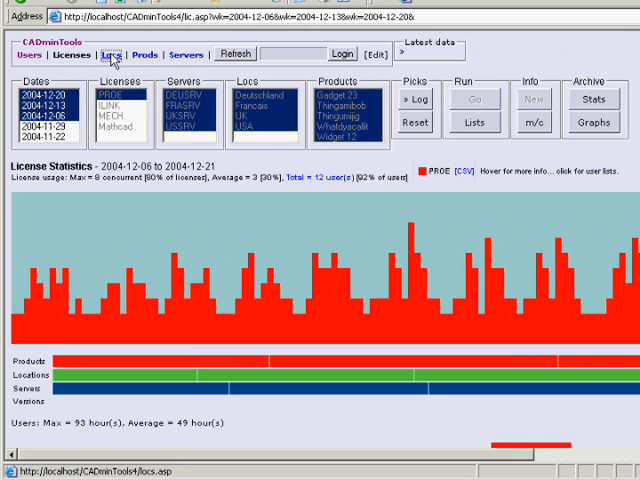 Address http://localhost/CADminTools4/lic.asp?wk=2004-12-06&wk=2004-12-13&wk=2004-12-20&
CADminTools
Users | Licenses | Locs | Prods | Servers | Refresh Login [Edit]
Latest data
»
Dates
2004-12-20
2004-12-13
2004-12-06
2004-11-29
2004-11-22
Licenses
PROE
ILINK
MECH
Mathcad
Servers
DEUSRV
FRASRV
UKSRV
USSRV
Locs
Deutschland
Francais
UK
USA
Products
Gadget 23
Thingamibob
Thingumijig
Whatdyacallit
Widget 12
Picks
» Log
Reset
Run
Go
Lists
Info
New
m/c
Archive
Stats
Graphs
License Statistics - 2004-12-06 to 2004-12-21
License usage: Max = 8 concurrent [80% of licenses], Average = 3 [30%], Total = 12 user(s) [92% of users]
PROE [CSV] Hover for more info... click for user lists.
Products
Locations
Servers
Versions
Users: Max = 93 hour(s), Average = 49 hour(s)
http://localhost/CADminTools4/locs.asp